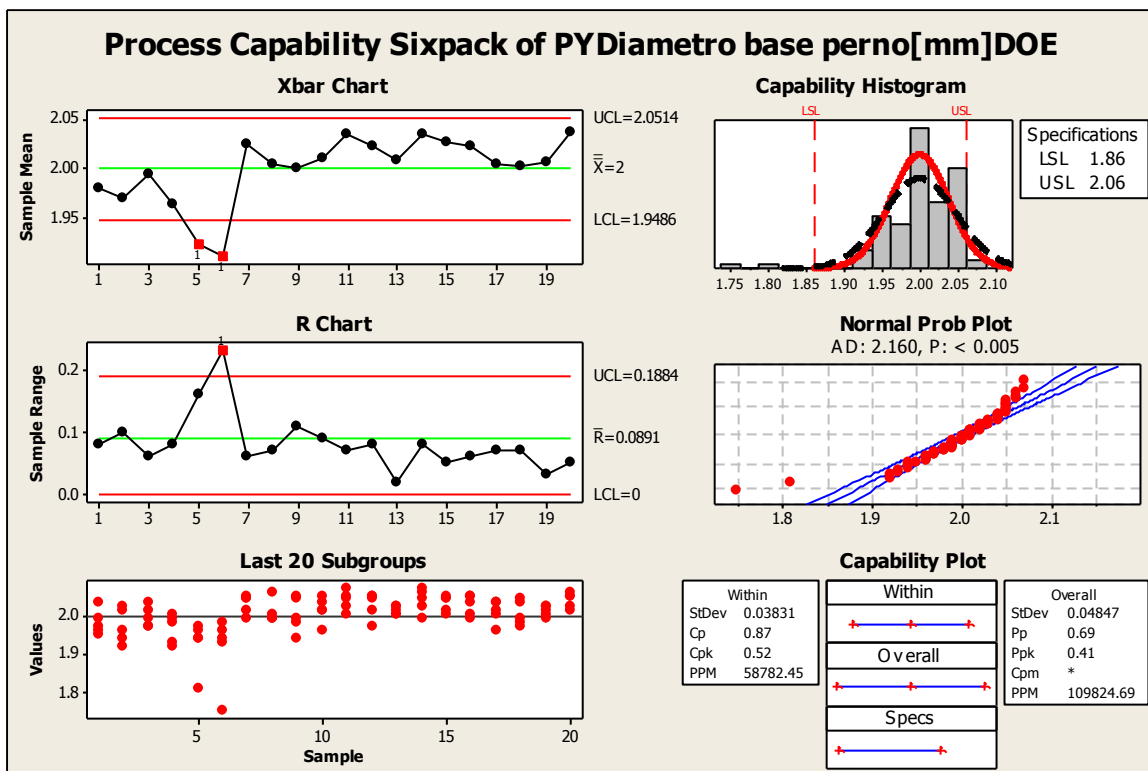 Process Capability Sixpack of PYDiametro base perno[mm]DOE
Xbar Chart
Sample Mean
2.05
2.00
1.95
1 3 5 7 9 11 13 15 17 19
1
1
UCL=2.0514
X=2
LCL=1.9486
Capability Histogram
LSL
USL
1.75 1.80 1.85 1.90 1.95 2.00 2.05 2.10
Specifications
LSL 1.86
USL 2.06
R Chart
Sample Range
0.2
0.1
0.0
1 3 5 7 9 11 13 15 17 19
1
UCL=0.1884
R=0.0891
LCL=0
Normal Prob Plot
AD: 2.160, P: < 0.005
1.8 1.9 2.0 2.1
Last 20 Subgroups
Values
2.0
1.9
1.8
5 10 15 20
Sample
Capability Plot
Within
StDev 0.03831
Cp 0.87
Cpk 0.52
PPM 58782.45
Within
Overall
Specs
Overall
StDev 0.04847
Pp 0.69
Ppk 0.41
Cpm *
PPM 109824.69